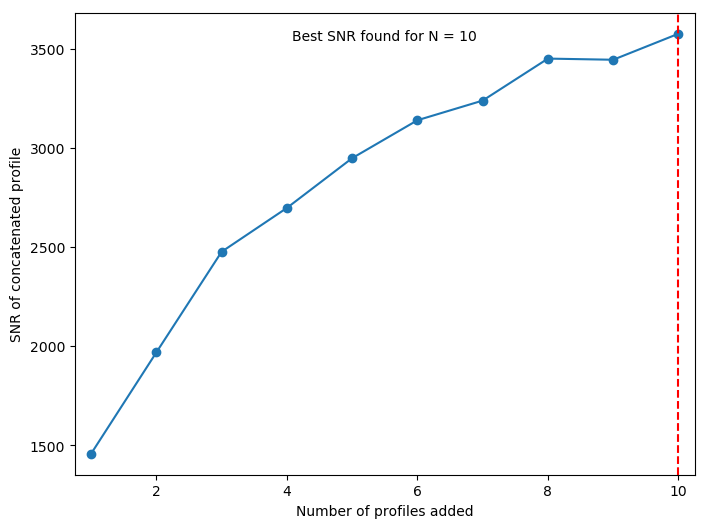 Best SNR found for N = 10
3500
3000
2500
2000
1500
SNR of concatenated profile
2 4 6 8 10
Number of profiles added